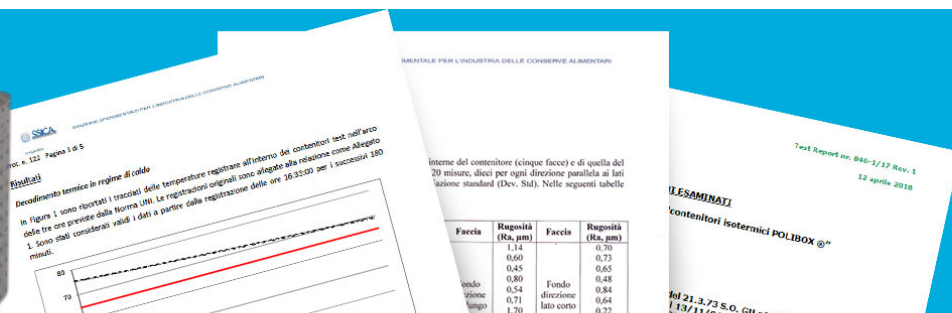 SSICA
STAZIONE SPERIMENTALE PER L'INDUSTRIA DELLE CONSERVE ALIMENTARI
n. 122 Pagina 3 di 5
Risultati
Decadimento termico in regime di caldo
In Figura 1 sono riportati i tracciati delle temperature registrare all'interno dei contenitori test nell'arco
delle tre ore previste dalla Norma UNI. Le registrazioni originali sono allegate alla relazione come Allegato
1. Sono stati considerati validi i dati a partire dalla registrazione delle ore 16:33:00 per i successivi 180
minuti.
80
70
PER L'INDUSTRIA DELLE CONSERVE ALIMENTARI
interne del contenitore (cinque facce) e di quella del
20 misure, dieci per ogni direzione parallela ai lati
standard (Dev. Std). Nelle seguenti tabelle
Faccia Rugosità (Ra, µm) Faccia Rugosità (Ra, µm)
1,14 0,70
0,60 0,73
0,45 0,65
0,80 0,48
0,54 Fondo 0,84
0,71 direzione 0,64
1,70 lato corto 0,22
Test Report nr. 846-1/17 Rev. 1
12 aprile 2018
ESAMINATI
contenitori isotermici POLIBOX ®"
21.3.73 S.O.